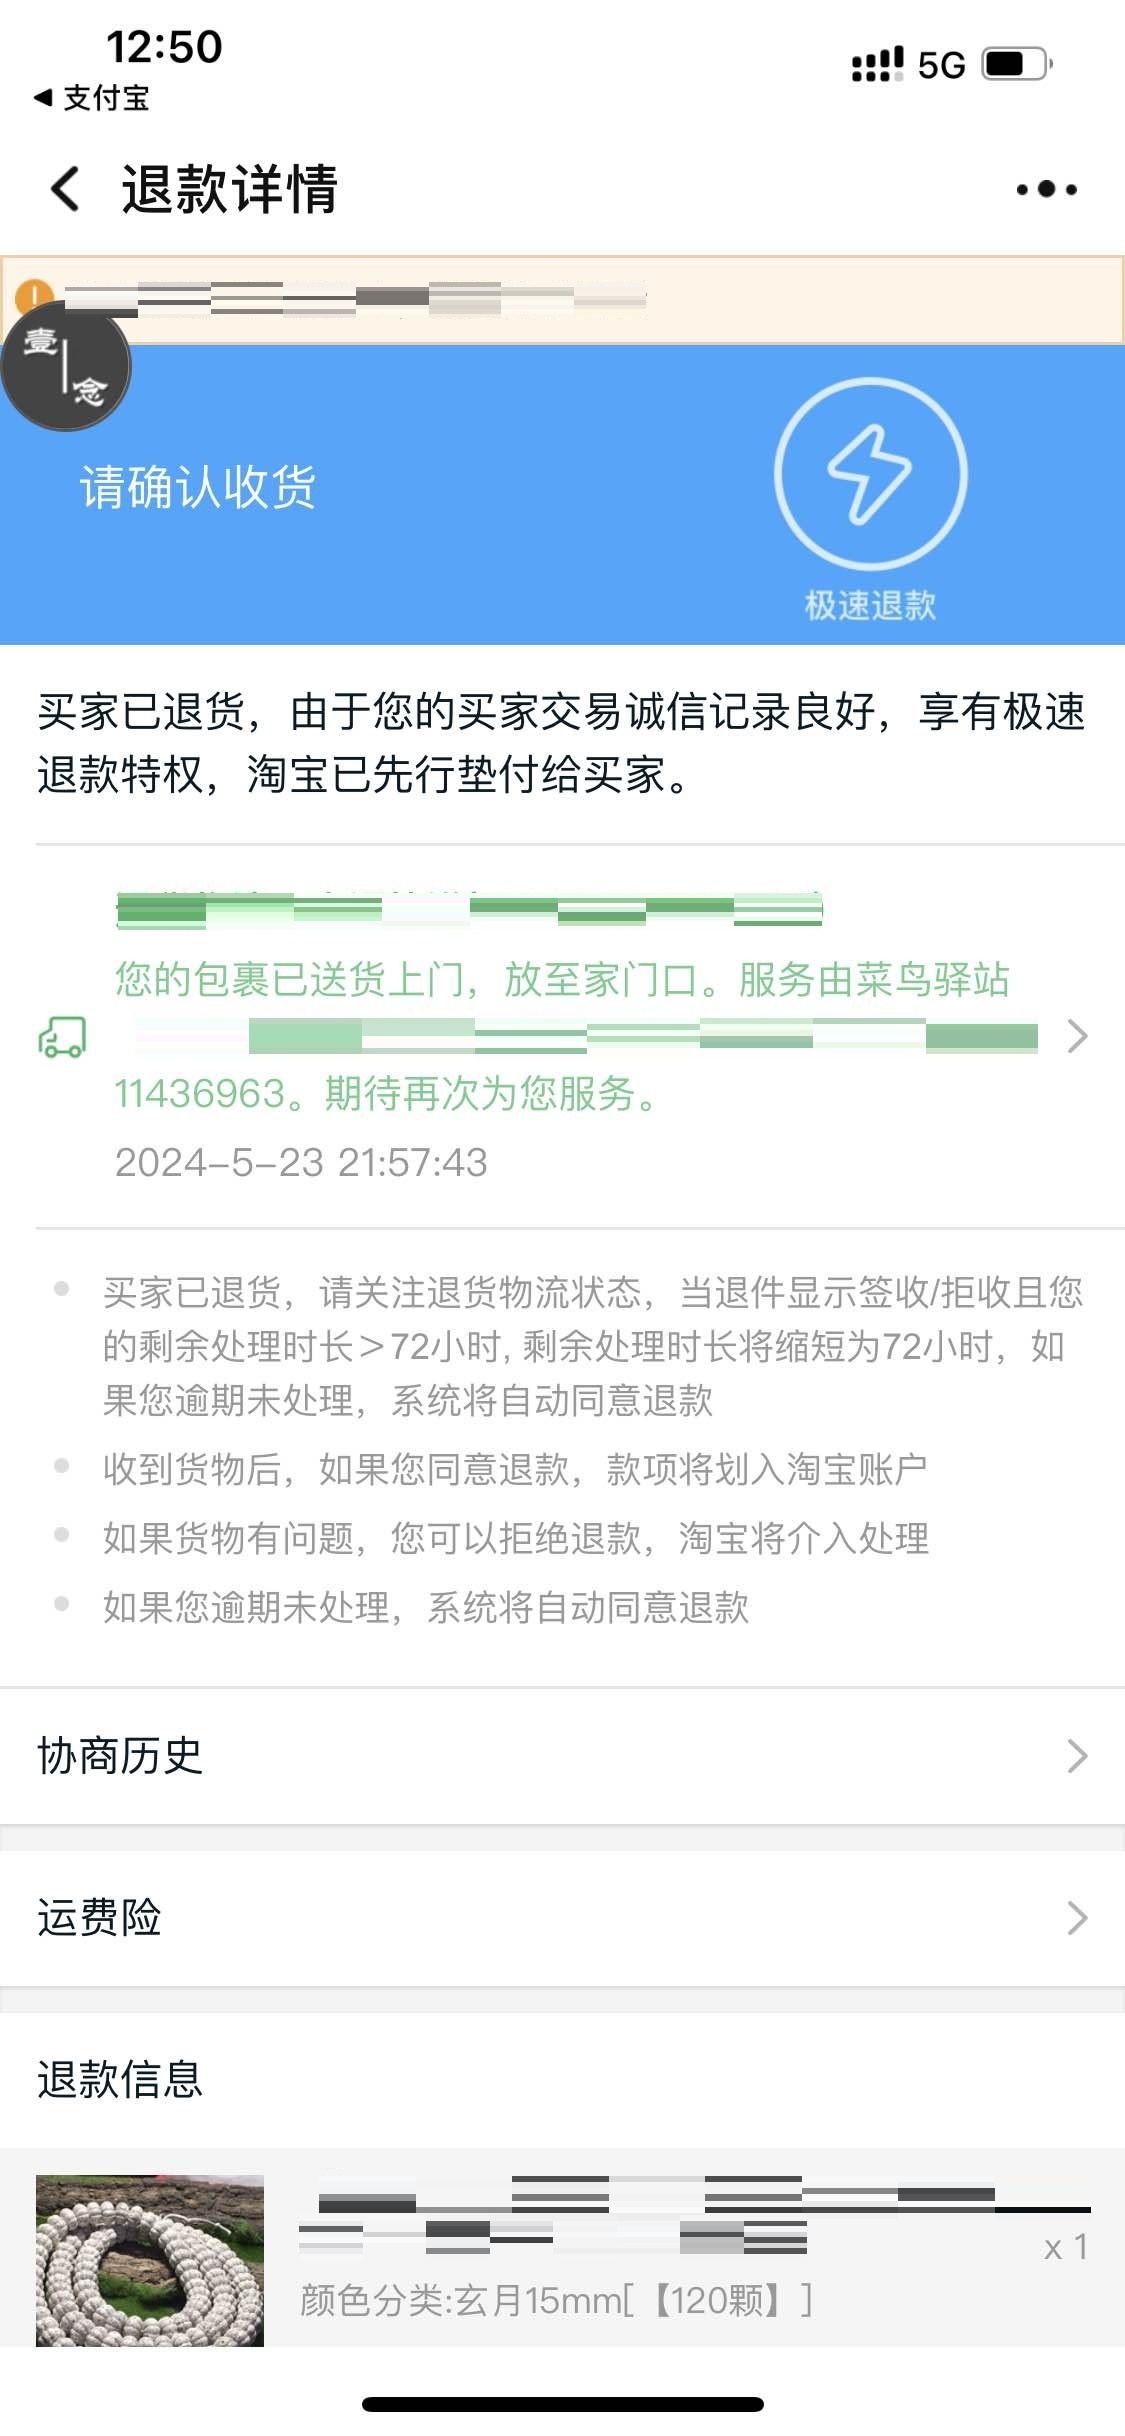 12:50
5G
支付宝
退款详情
壹
念
请确认收货
极速退款
买家已退货，由于您的买家交易诚信记录良好，享有极速
退款特权，淘宝已先行垫付给买家。
您的包裹已送货上门，放至家门口。服务由菜鸟驿站
11436963。期待再次为您服务。
2024-5-23 21:57:43
买家已退货，请关注退货物流状态，当退件显示签收/拒收且您
的剩余处理时长＞72小时, 剩余处理时长将缩短为72小时，如
果您逾期未处理，系统将自动同意退款
收到货物后，如果您同意退款，款项将划入淘宝账户
如果货物有问题，您可以拒绝退款，淘宝将介入处理
如果您逾期未处理，系统将自动同意退款
协商历史
运费险
退款信息
x 1
颜色分类:玄月15mm[【120颗】]